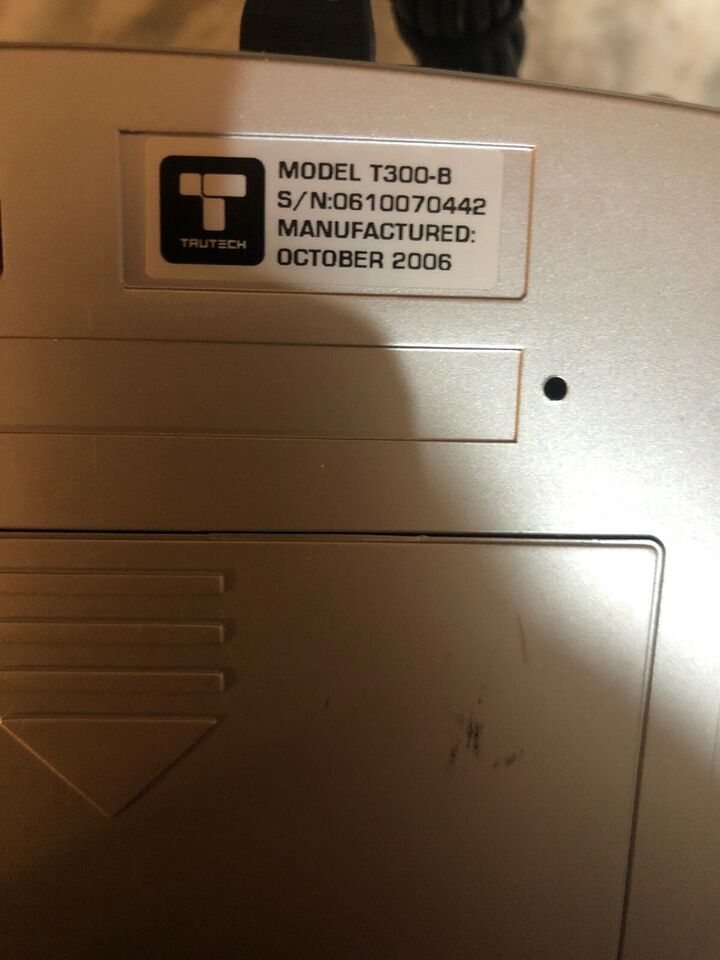 TRUTECH
MODEL T300-B
S/N:0610070442
MANUFACTURED:
OCTOBER 2006